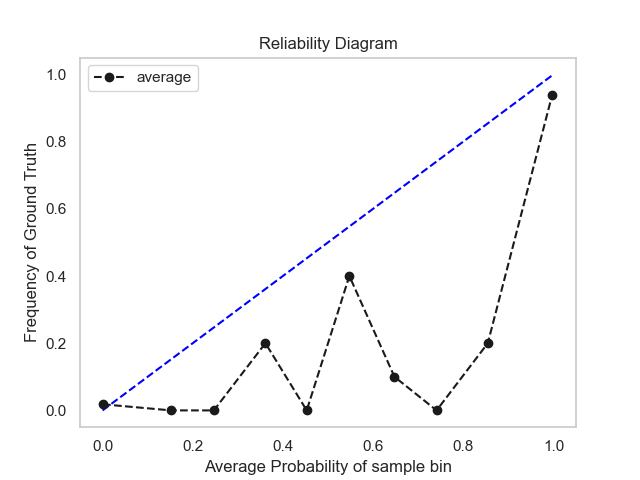 Reliability Diagram
average
1.0
0.8
0.6
0.4
0.2
0.0
Frequency of Ground Truth
0.0 0.2 0.4 0.6 0.8 1.0
Average Probability of sample bin